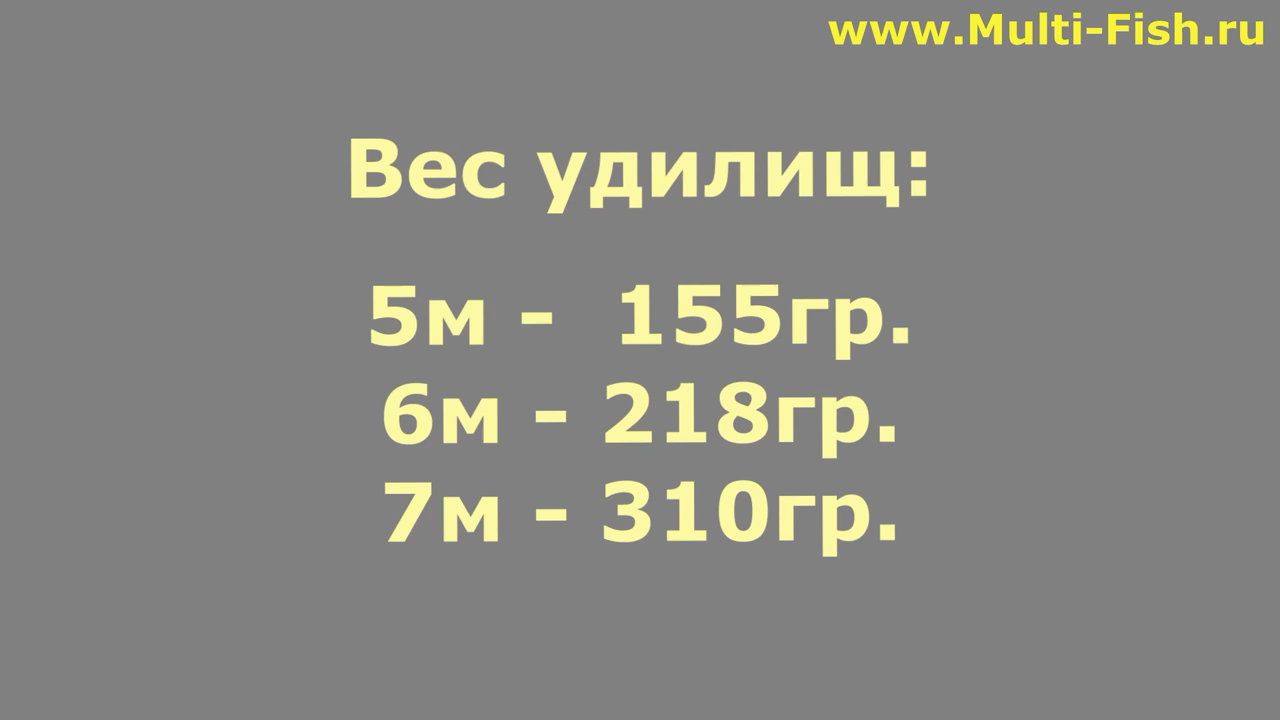 www.Multi-Fish.ru
Вес удилищ:
5м - 155гр.
6м - 218гр.
7м - 310гр.